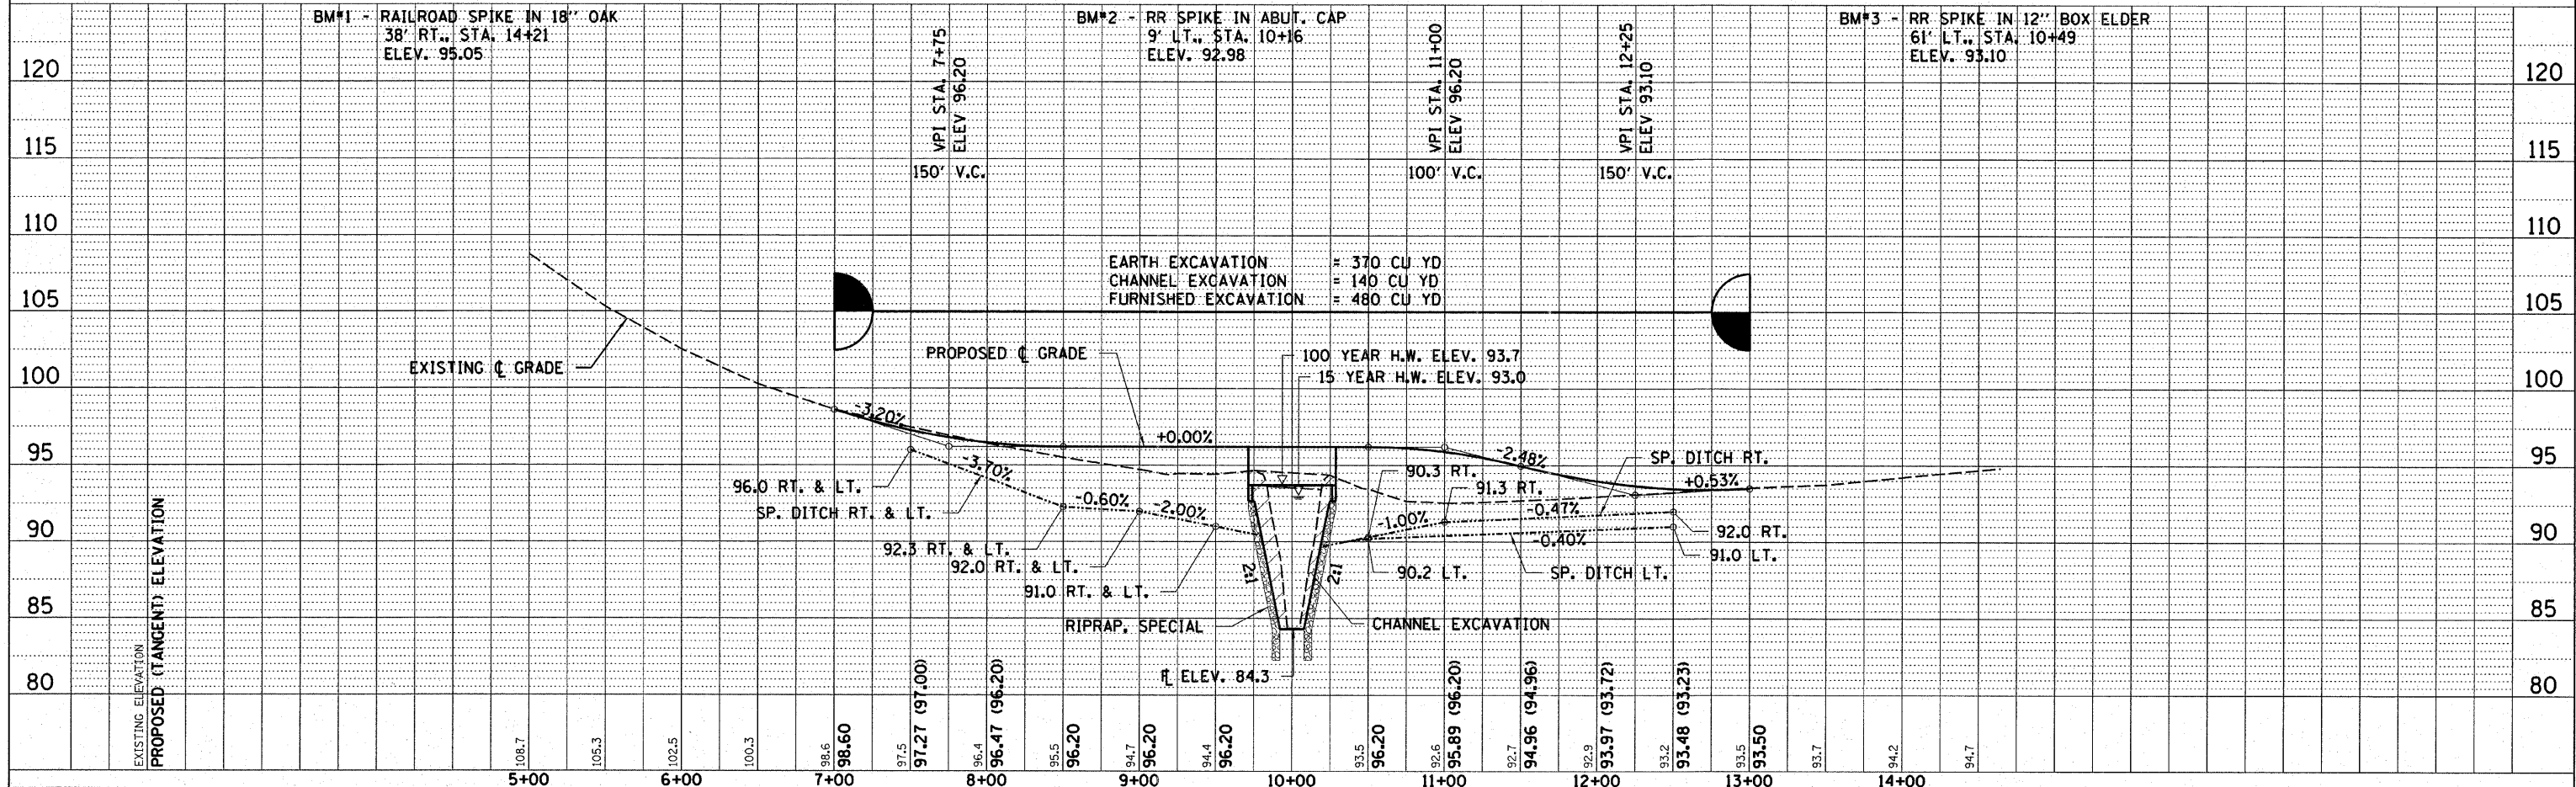 BM#1 - RAILROAD SPIKE IN 18" OAK
38' RT., STA. 14+21
ELEV. 95.05
BM#2 - RR SPIKE IN ABUT. CAP
9' LT., STA. 10+16
ELEV. 92.98
BM#3 - RR SPIKE IN 12" BOX ELDER
61' LT., STA. 10+49
ELEV. 93.10
VPI STA. 7+75
ELEV 96.20
150' V.C.
VPI STA. 11+00
ELEV 96.20
100' V.C.
VPI STA. 12+25
ELEV 93.10
150' V.C.
120
120
115
115
110
110
105
105
100
100
95
95
90
90
85
85
80
80
EARTH EXCAVATION = 370 CU YD
CHANNEL EXCAVATION = 140 CU YD
FURNISHED EXCAVATION = 480 CU YD
EXISTING ℄ GRADE
PROPOSED ℄ GRADE
100 YEAR H.W. ELEV. 93.7
15 YEAR H.W. ELEV. 93.0
-3.20%
+0.00%
-2.48%
+0.53%
-3.70%
-0.60%
-2.00%
-1.00%
-0.47%
-0.40%
96.0 RT. & LT.
SP. DITCH RT. & LT.
92.3 RT. & LT.
92.0 RT. & LT.
91.0 RT. & LT.
90.3 RT.
91.3 RT.
SP. DITCH RT.
92.0 RT.
91.0 LT.
90.2 LT.
SP. DITCH LT.
2:1
2:1
RIPRAP, SPECIAL
CHANNEL EXCAVATION
FL ELEV. 84.3
EXISTING ELEVATION
PROPOSED (TANGENT) ELEVATION
108.7
105.3
102.5
100.3
98.6
98.60
97.5
97.27 (97.00)
96.4
96.47 (96.20)
95.5
96.20
94.7
96.20
94.4
96.20
93.5
96.20
92.6
95.89 (96.20)
92.7
94.96 (94.96)
92.9
93.97 (93.72)
93.2
93.48 (93.23)
93.5
93.50
93.7
94.2
94.7
5+00
6+00
7+00
8+00
9+00
10+00
11+00
12+00
13+00
14+00